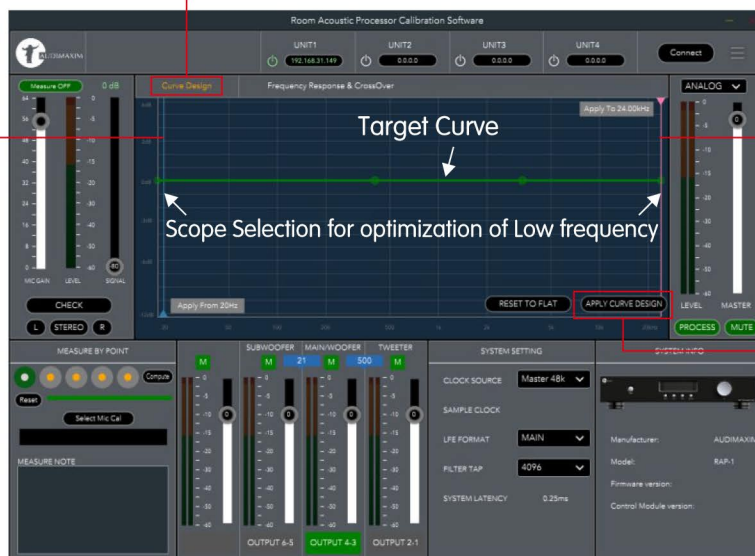 Room Acoustic Processor Calibration Software
AUDIMAXIM
UNIT1
192.168.31.149
UNIT2
0.0.0.0
UNIT3
0.0.0.0
UNIT4
0.0.0.0
Connect
Measure OFF
0 dB
Curve Design
Frequency Response & CrossOver
ANALOG
Apply To 24.00kHz
Target Curve
Scope Selection for optimization of Low frequency
Apply From 20Hz
RESET TO FLAT
APPLY CURVE DESIGN
MIC GAIN
LEVEL
SIGNAL
CHECK
L
STEREO
R
LEVEL
MASTER
PROCESS
MUTE
MEASURE BY POINT
Compute
Reset
Select Mic Cal
MEASURE NOTE
SUBWOOFER
MAIN/WOOFER
TWEETER
M
21
M
500
M
M
OUTPUT 6-5
OUTPUT 4-3
OUTPUT 2-1
SYSTEM SETTING
CLOCK SOURCE
Master 48k
SAMPLE CLOCK
LFE FORMAT
MAIN
FILTER TAP
4096
SYSTEM LATENCY
0.25ms
SYSTEM INFO
Manufacturer:
AUDIMAXIM
Model:
RAP-1
Firmware version:
Control Module version: